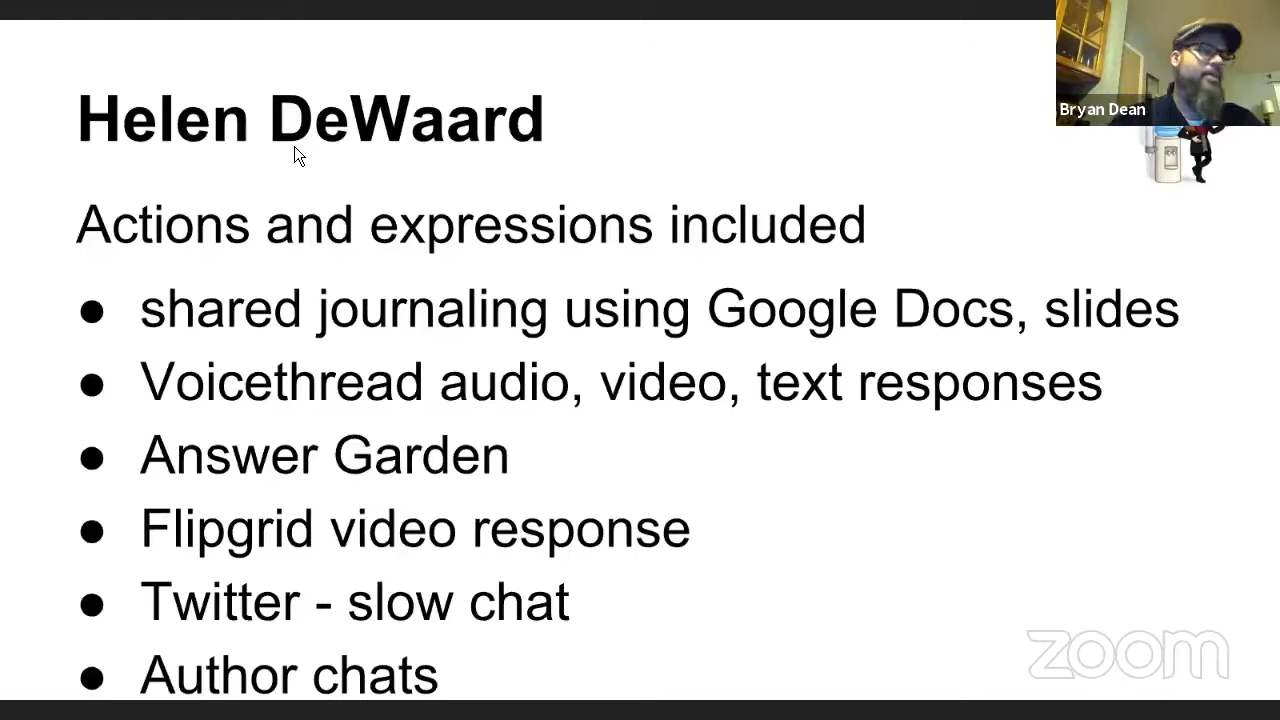 Helen DeWaard
Bryan Dean
Actions and expressions included
● shared journaling using Google Docs, slides
● Voicethread audio, video, text responses
● Answer Garden
● Flipgrid video response
● Twitter - slow chat
● Author chats
zoom